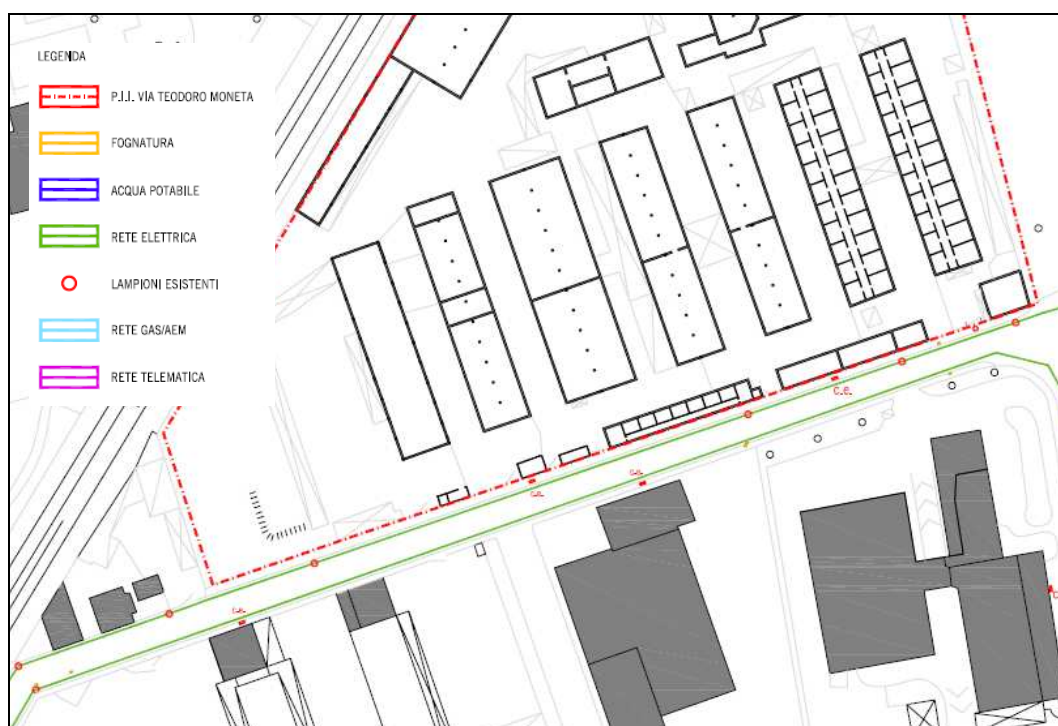 LEGENDA
P.I.I. VIA TEODORO MONETA
FOGNATURA
ACQUA POTABILE
RETE ELETTRICA
LAMPIONI ESISTENTI
RETE GAS/AEM
RETE TELEMATICA
c.e.
c.e.
c.e.
c.e.